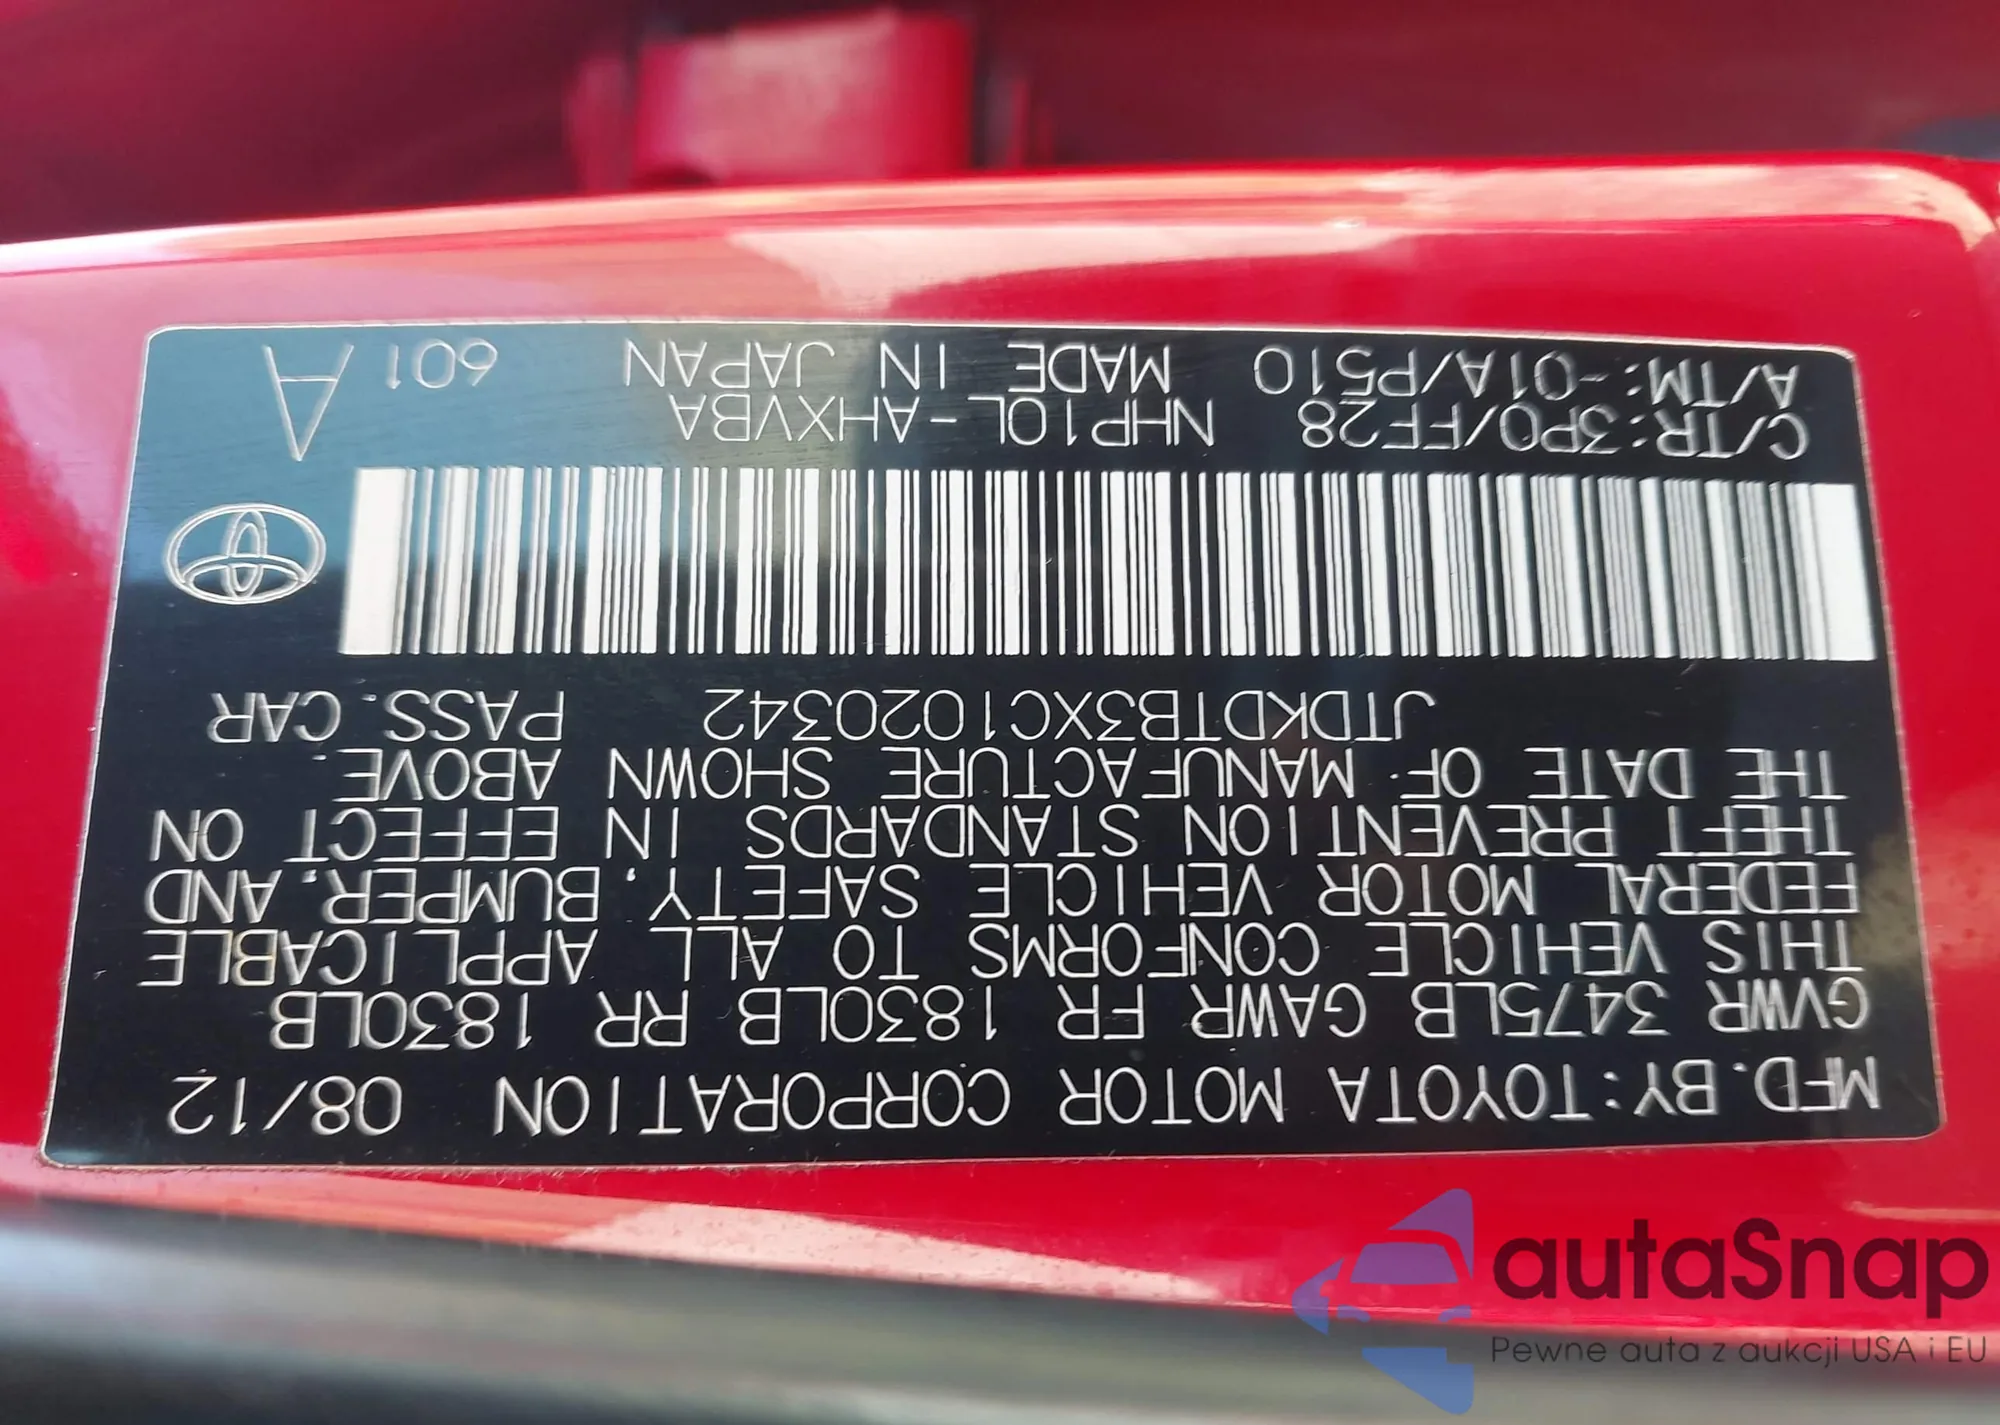 MFD.BY:TOYOTA MOTOR CORPORATION 08/12
GVWR 3475LB FR GAWR 1830LB RR 1830LB
THIS VEHICLE CONFORMS TO ALL APPLICABLE
FEDERAL MOTOR VEHICLE SAFETY, BUMPER, AND
THEFT PREVENTION STANDARDS IN EFFECT ON
THE DATE OF MANUFACTURE SHOWN ABOVE.
JTDKDTB3XC1020342 PASS.CAR
C/TR:3P0/FF28 NHP10L-AHXVBA A
A/TM:-01A/P510 MADE IN JAPAN 601
autaSnap
Pewne auta z aukcji USA i EU